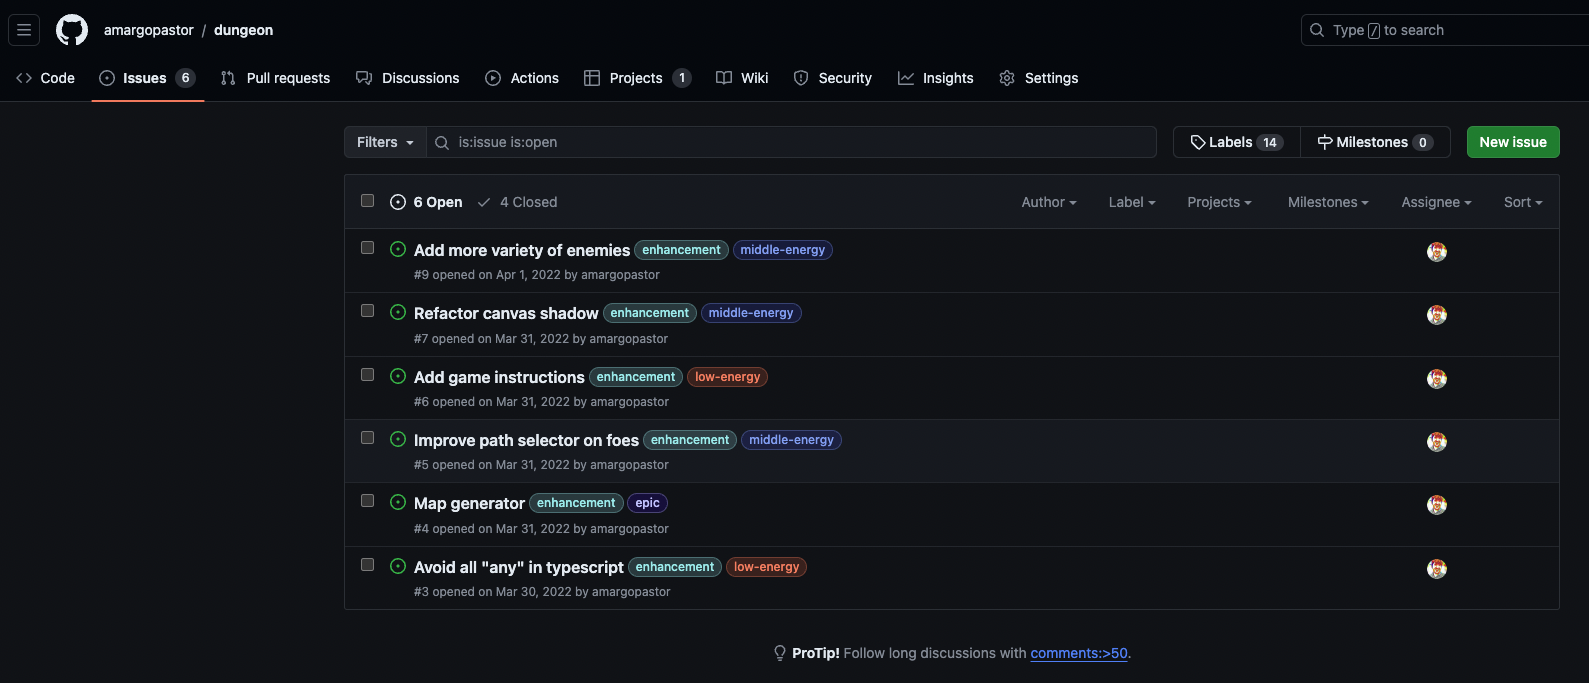 amargopastor / dungeon
Type / to search
Code Issues 6 Pull requests Discussions Actions Projects 1 Wiki Security Insights Settings
Filters is:issue is:open Labels 14 Milestones 0 New issue
6 Open 4 Closed Author Label Projects Milestones Assignee Sort
Add more variety of enemies enhancement middle-energy
#9 opened on Apr 1, 2022 by amargopastor
Refactor canvas shadow enhancement middle-energy
#7 opened on Mar 31, 2022 by amargopastor
Add game instructions enhancement low-energy
#6 opened on Mar 31, 2022 by amargopastor
Improve path selector on foes enhancement middle-energy
#5 opened on Mar 31, 2022 by amargopastor
Map generator enhancement epic
#4 opened on Mar 31, 2022 by amargopastor
Avoid all "any" in typescript enhancement low-energy
#3 opened on Mar 30, 2022 by amargopastor
ProTip! Follow long discussions with comments:>50.